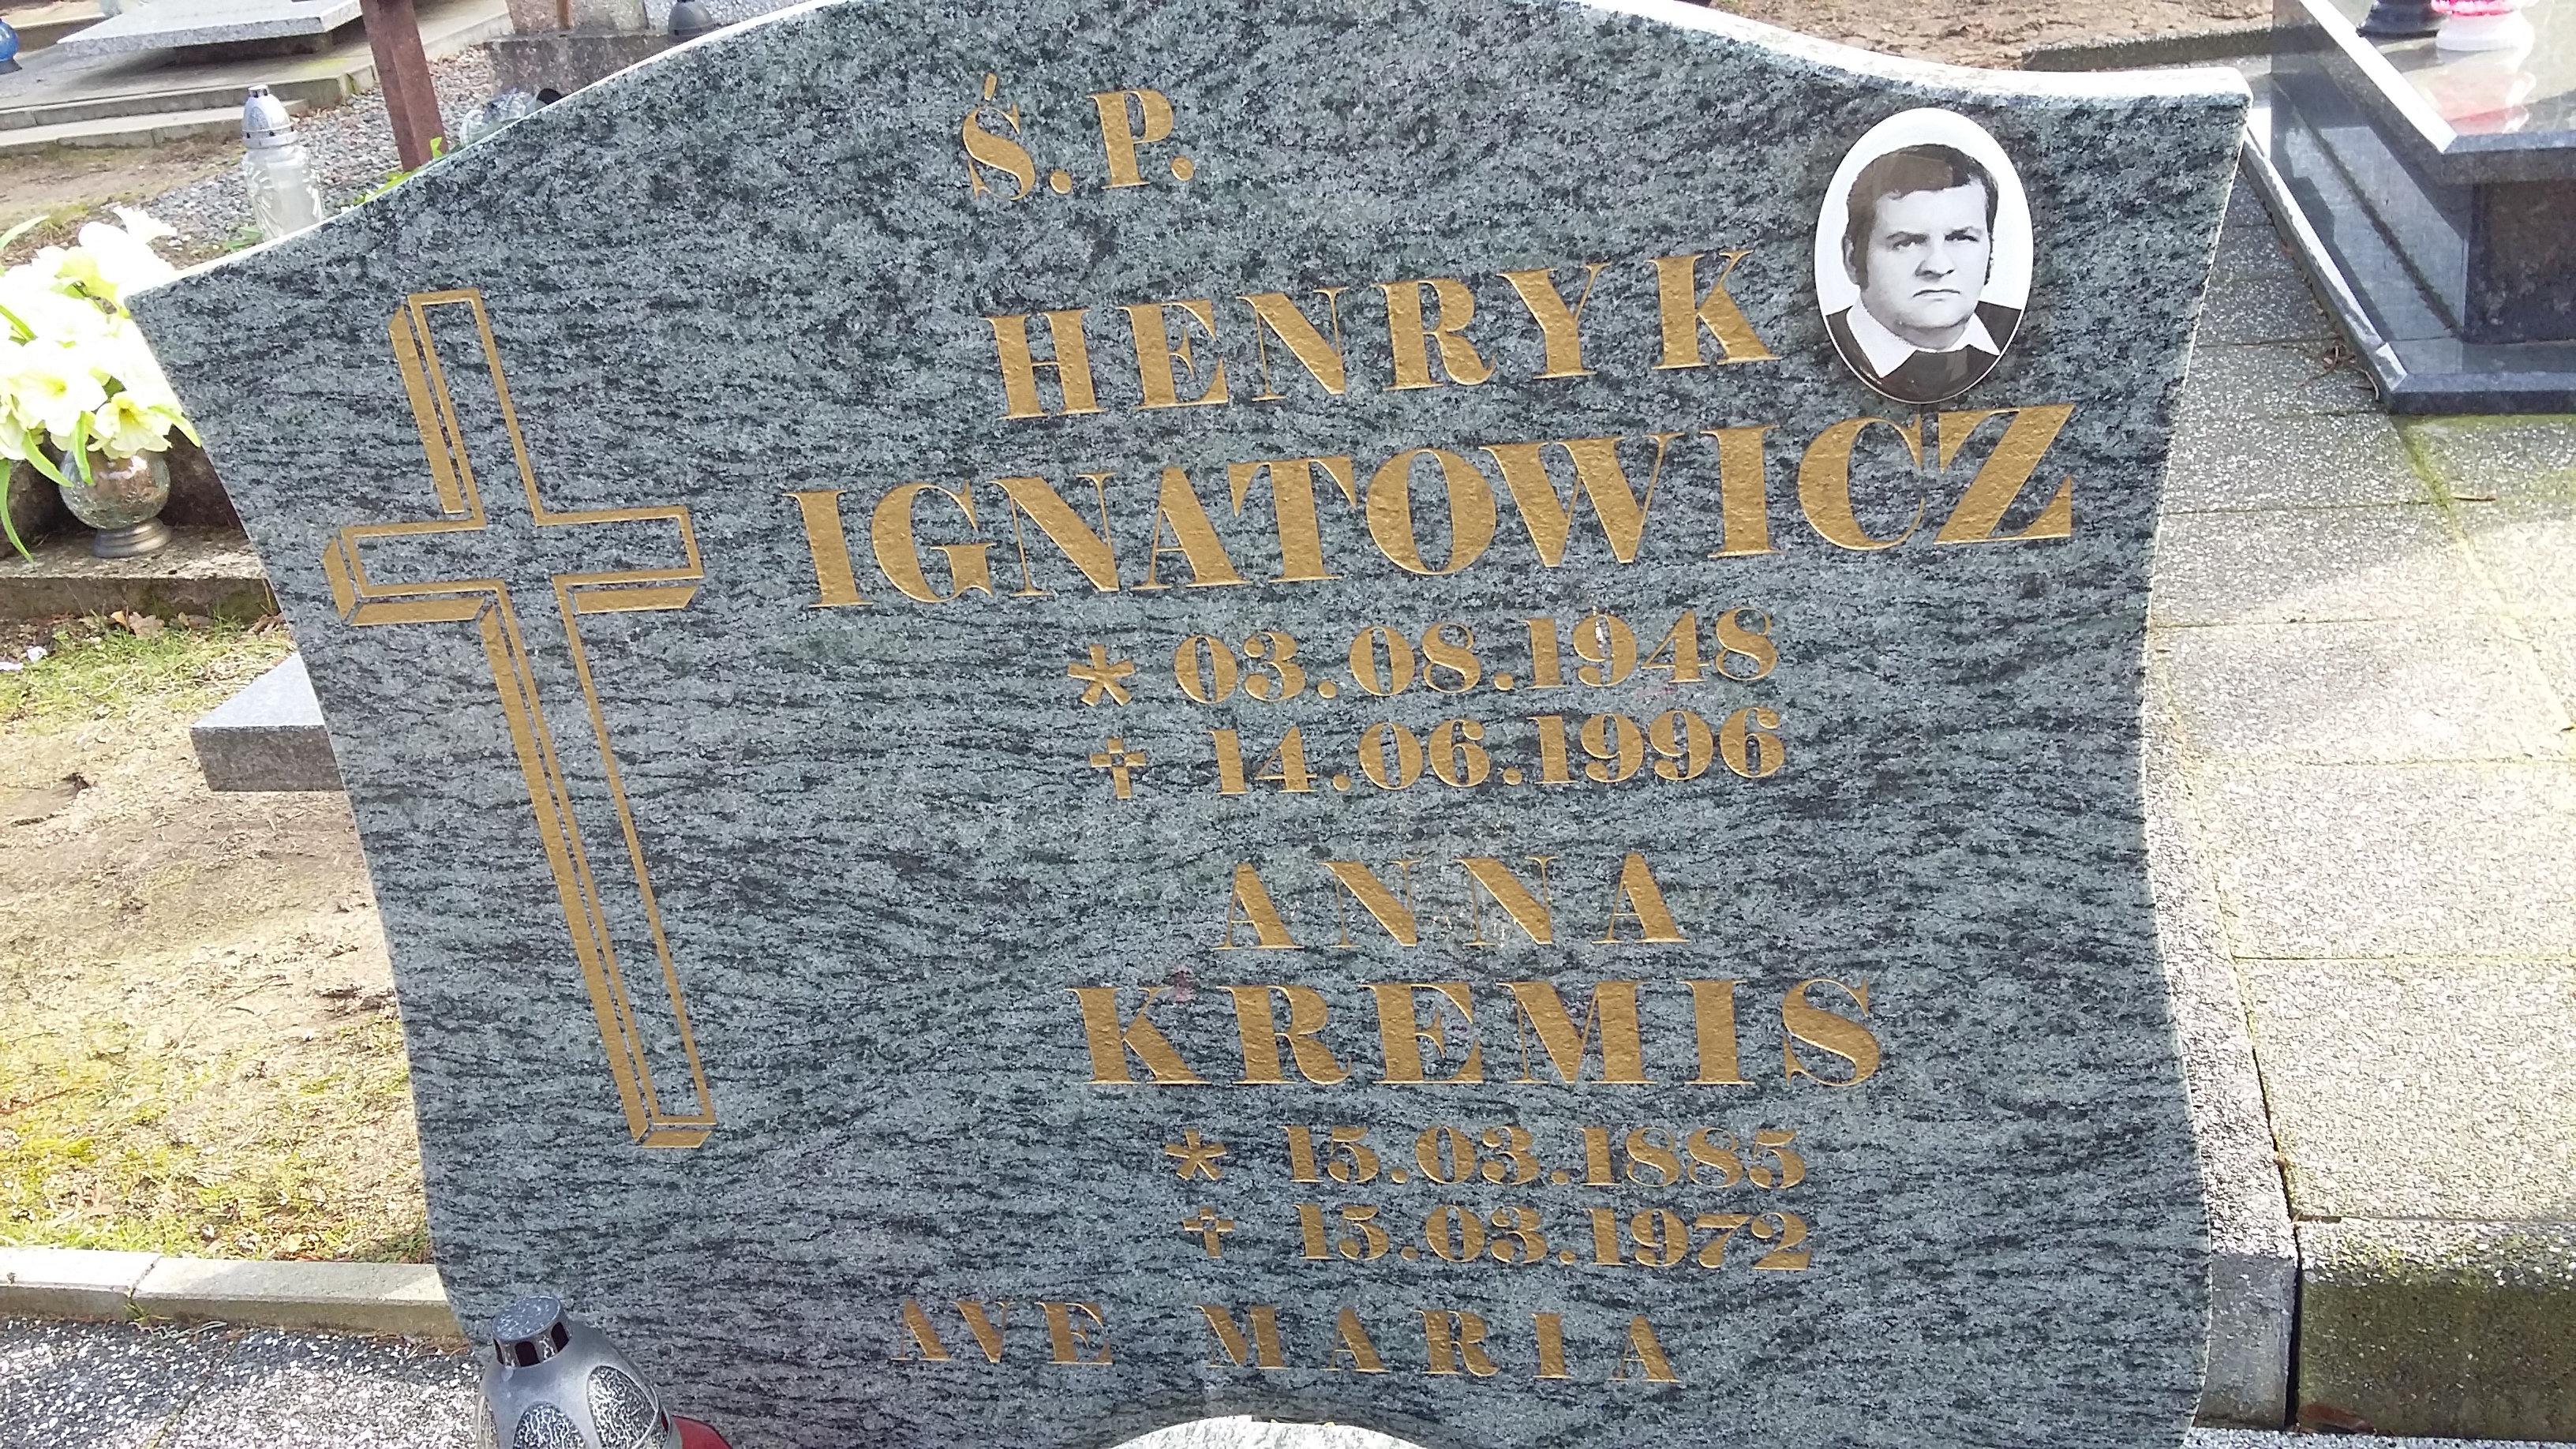 Ś. P.
HENRYK
IGNATOWICZ
* 03.08.1948
✝ 14.06.1996
ANNA
KREMIS
* 15.03.1885
✝ 15.03.1972
AVE MARIA